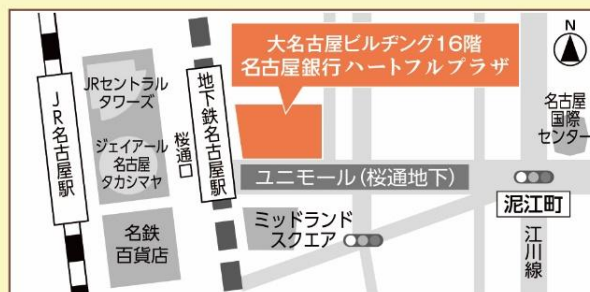 大名古屋ビルヂング16階
名古屋銀行 ハートフルプラザ
N
JRセントラル
タワーズ
JR名古屋駅
ジェイアール
名古屋
タカシマヤ
桜通口
地下鉄名古屋駅
名古屋
国際
センター
ユニモール(桜通地下)
泥江町
ミッドランド
スクエア
名鉄
百貨店
江川線